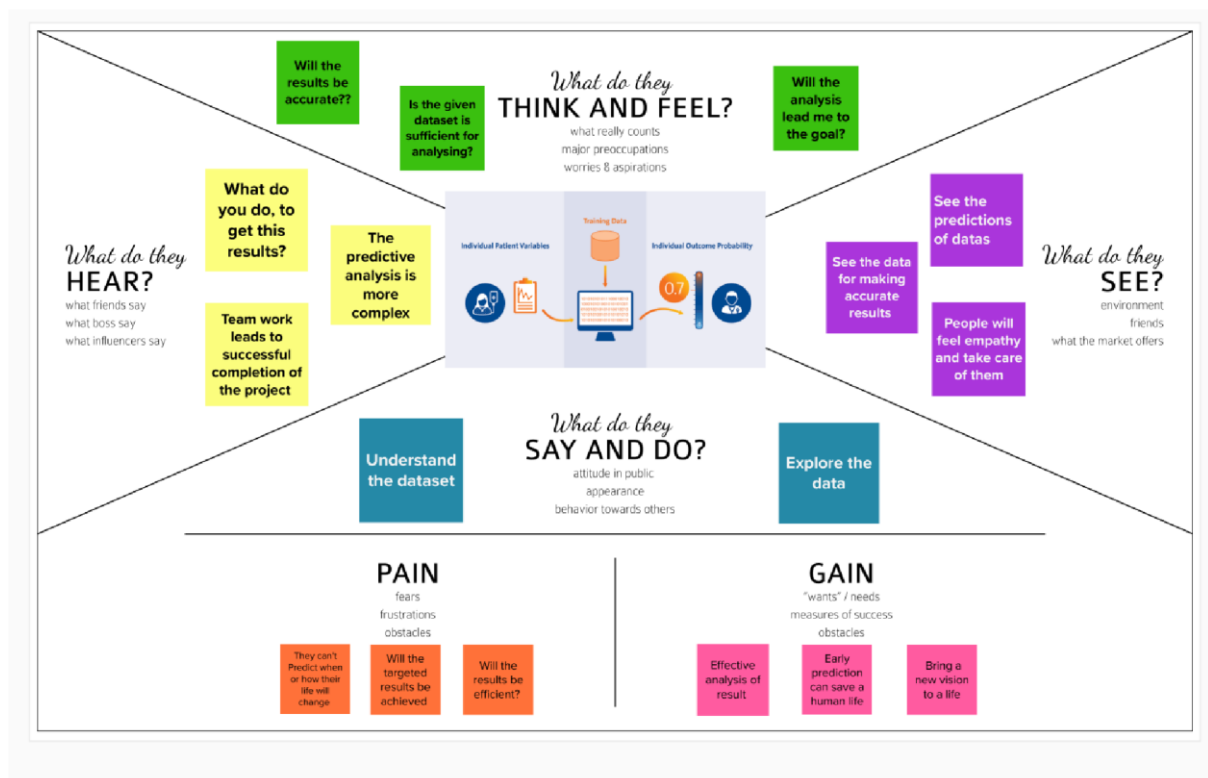 Will the
results be
accurate??
Is the given
dataset is
sufficient for
analysing?
What do they
THINK AND FEEL?
what really counts
major preoccupations
worries & aspirations
Will the
analysis
lead me to
the goal?
What do they
HEAR?
what friends say
what boss say
what influencers say
What do
you do, to
get this
results?
The
predictive
analysis is
more
complex
Team work
leads to
successful
completion of
the project
Training Data
Individual Patient Variables
Individual Outcome Probability
0.7
See the
predictions
of datas
See the data
for making
accurate
results
People will
feel empathy
and take care
of them
What do they
SEE?
environment
friends
what the market offers
What do they
SAY AND DO?
attitude in public
appearance
behavior towards others
Understand
the dataset
Explore the
data
PAIN
fears
frustrations
obstacles
They can't
Predict when
or how their
life will
change
Will the
targeted
results be
achieved
Will the
results be
efficient?
GAIN
"wants" / needs
measures of success
obstacles
Effective
analysis of
result
Early
prediction
can save a
human life
Bring a
new vision
to a life